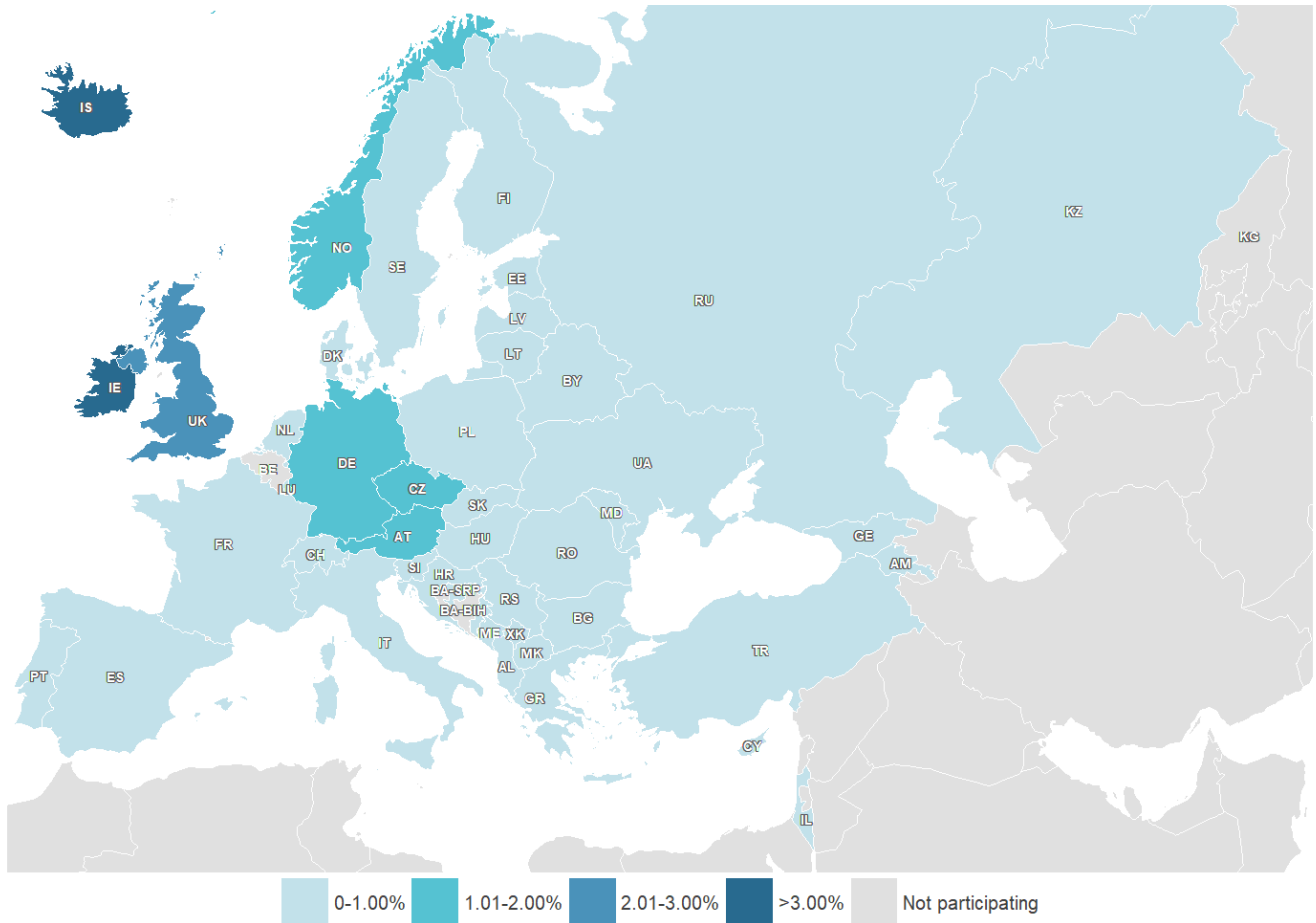 IS
FI
KZ
KG
NO
SE
EE
RU
LV
DK
LT
BY
IE
UK
NL
PL
DE
UA
BE
LU
CZ
SK
MD
AT
HU
GE
FR
CH
RO
AM
SI
HR
BA-SRP
RS
BA-BIH
BG
ME
XK
IT
TR
MK
AL
PT
ES
GR
CY
IL
0-1.00% 1.01-2.00% 2.01-3.00% >3.00% Not participating